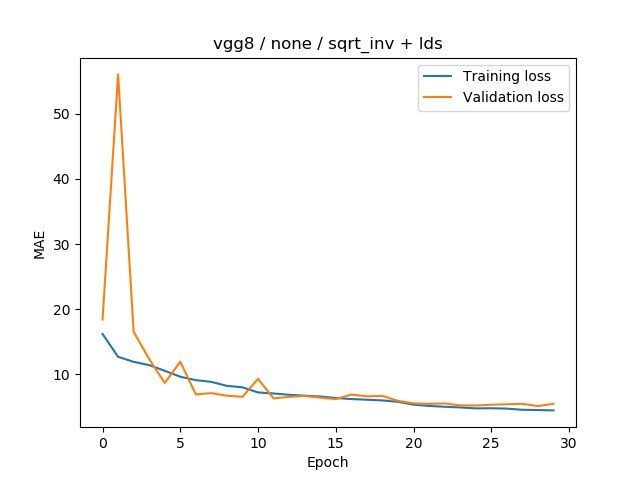 vgg8 / none / sqrt_inv + lds
Training loss
Validation loss
50
40
30
20
10
MAE
0 5 10 15 20 25 30
Epoch